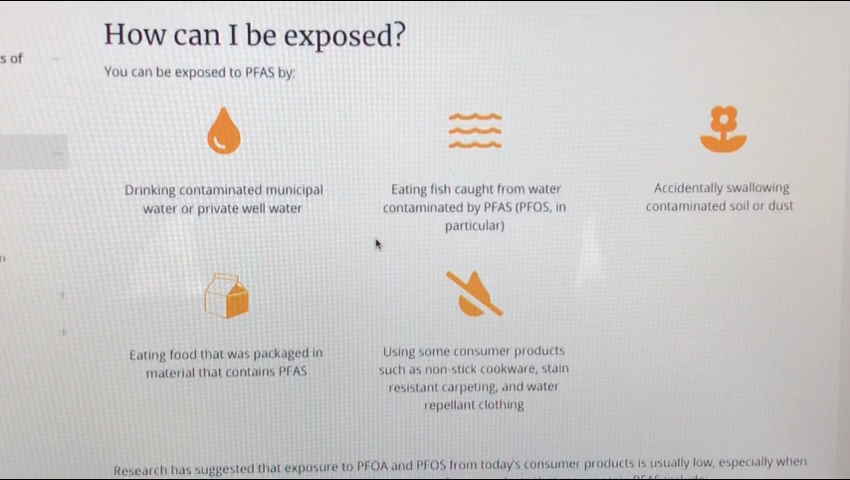 How can I be exposed?
s of
You can be exposed to PFAS by:
Drinking contaminated municipal
water or private well water
Eating fish caught from water
contaminated by PFAS (PFOS, in
particular)
Accidentally swallowing
contaminated soil or dust
n
Eating food that was packaged in
material that contains PFAS
Using some consumer products
such as non-stick cookware, stain
resistant carpeting, and water
repellant clothing
Research has suggested that exposure to PFOA and PFOS from today's consumer products is usually low, especially when